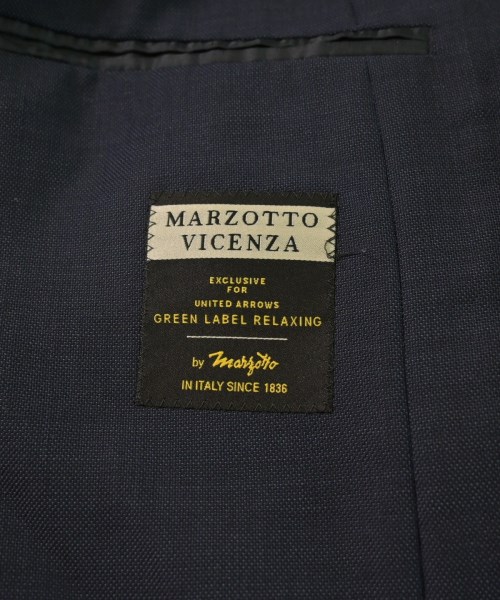 MARZOTTO
VICENZA
EXCLUSIVE
FOR
UNITED ARROWS
GREEN LABEL RELAXING
by Marzotto
IN ITALY SINCE 1836